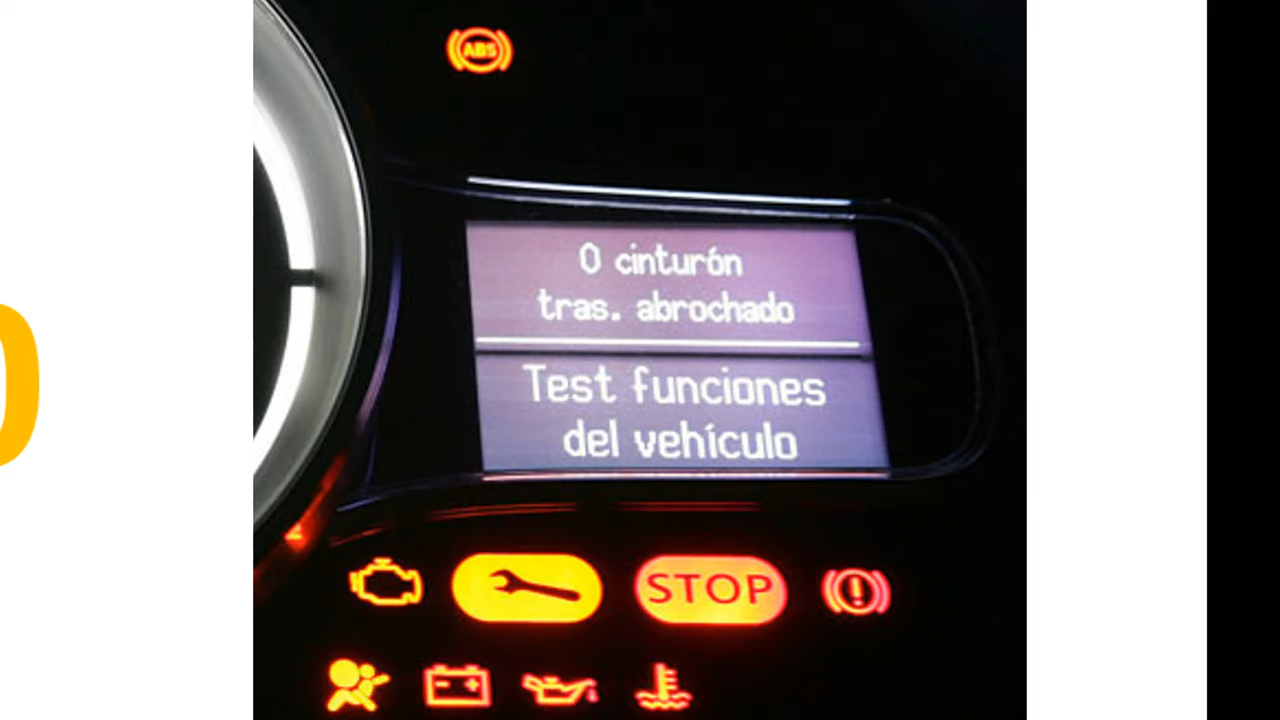 ABS
0 cinturón
tras. abrochado
Test funciones
del vehículo
STOP